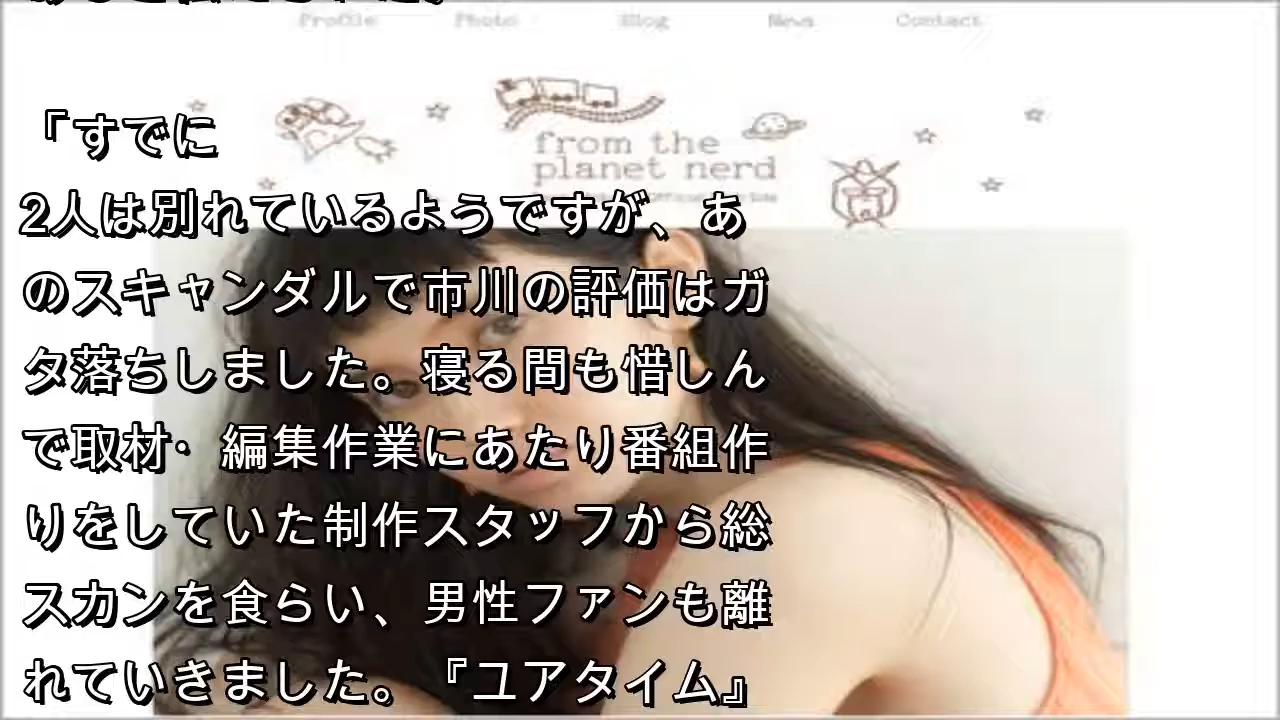 Profile Photo Blog News Contact
from the
planet nerd
「すでに
2人は別れているようですが、あ
のスキャンダルで市川の評価はガ
タ落ちしました。寝る間も惜しん
で取材・編集作業にあたり番組作
りをしていた制作スタッフから総
スカンを食らい、男性ファンも離
れていきました。『ユアタイム』